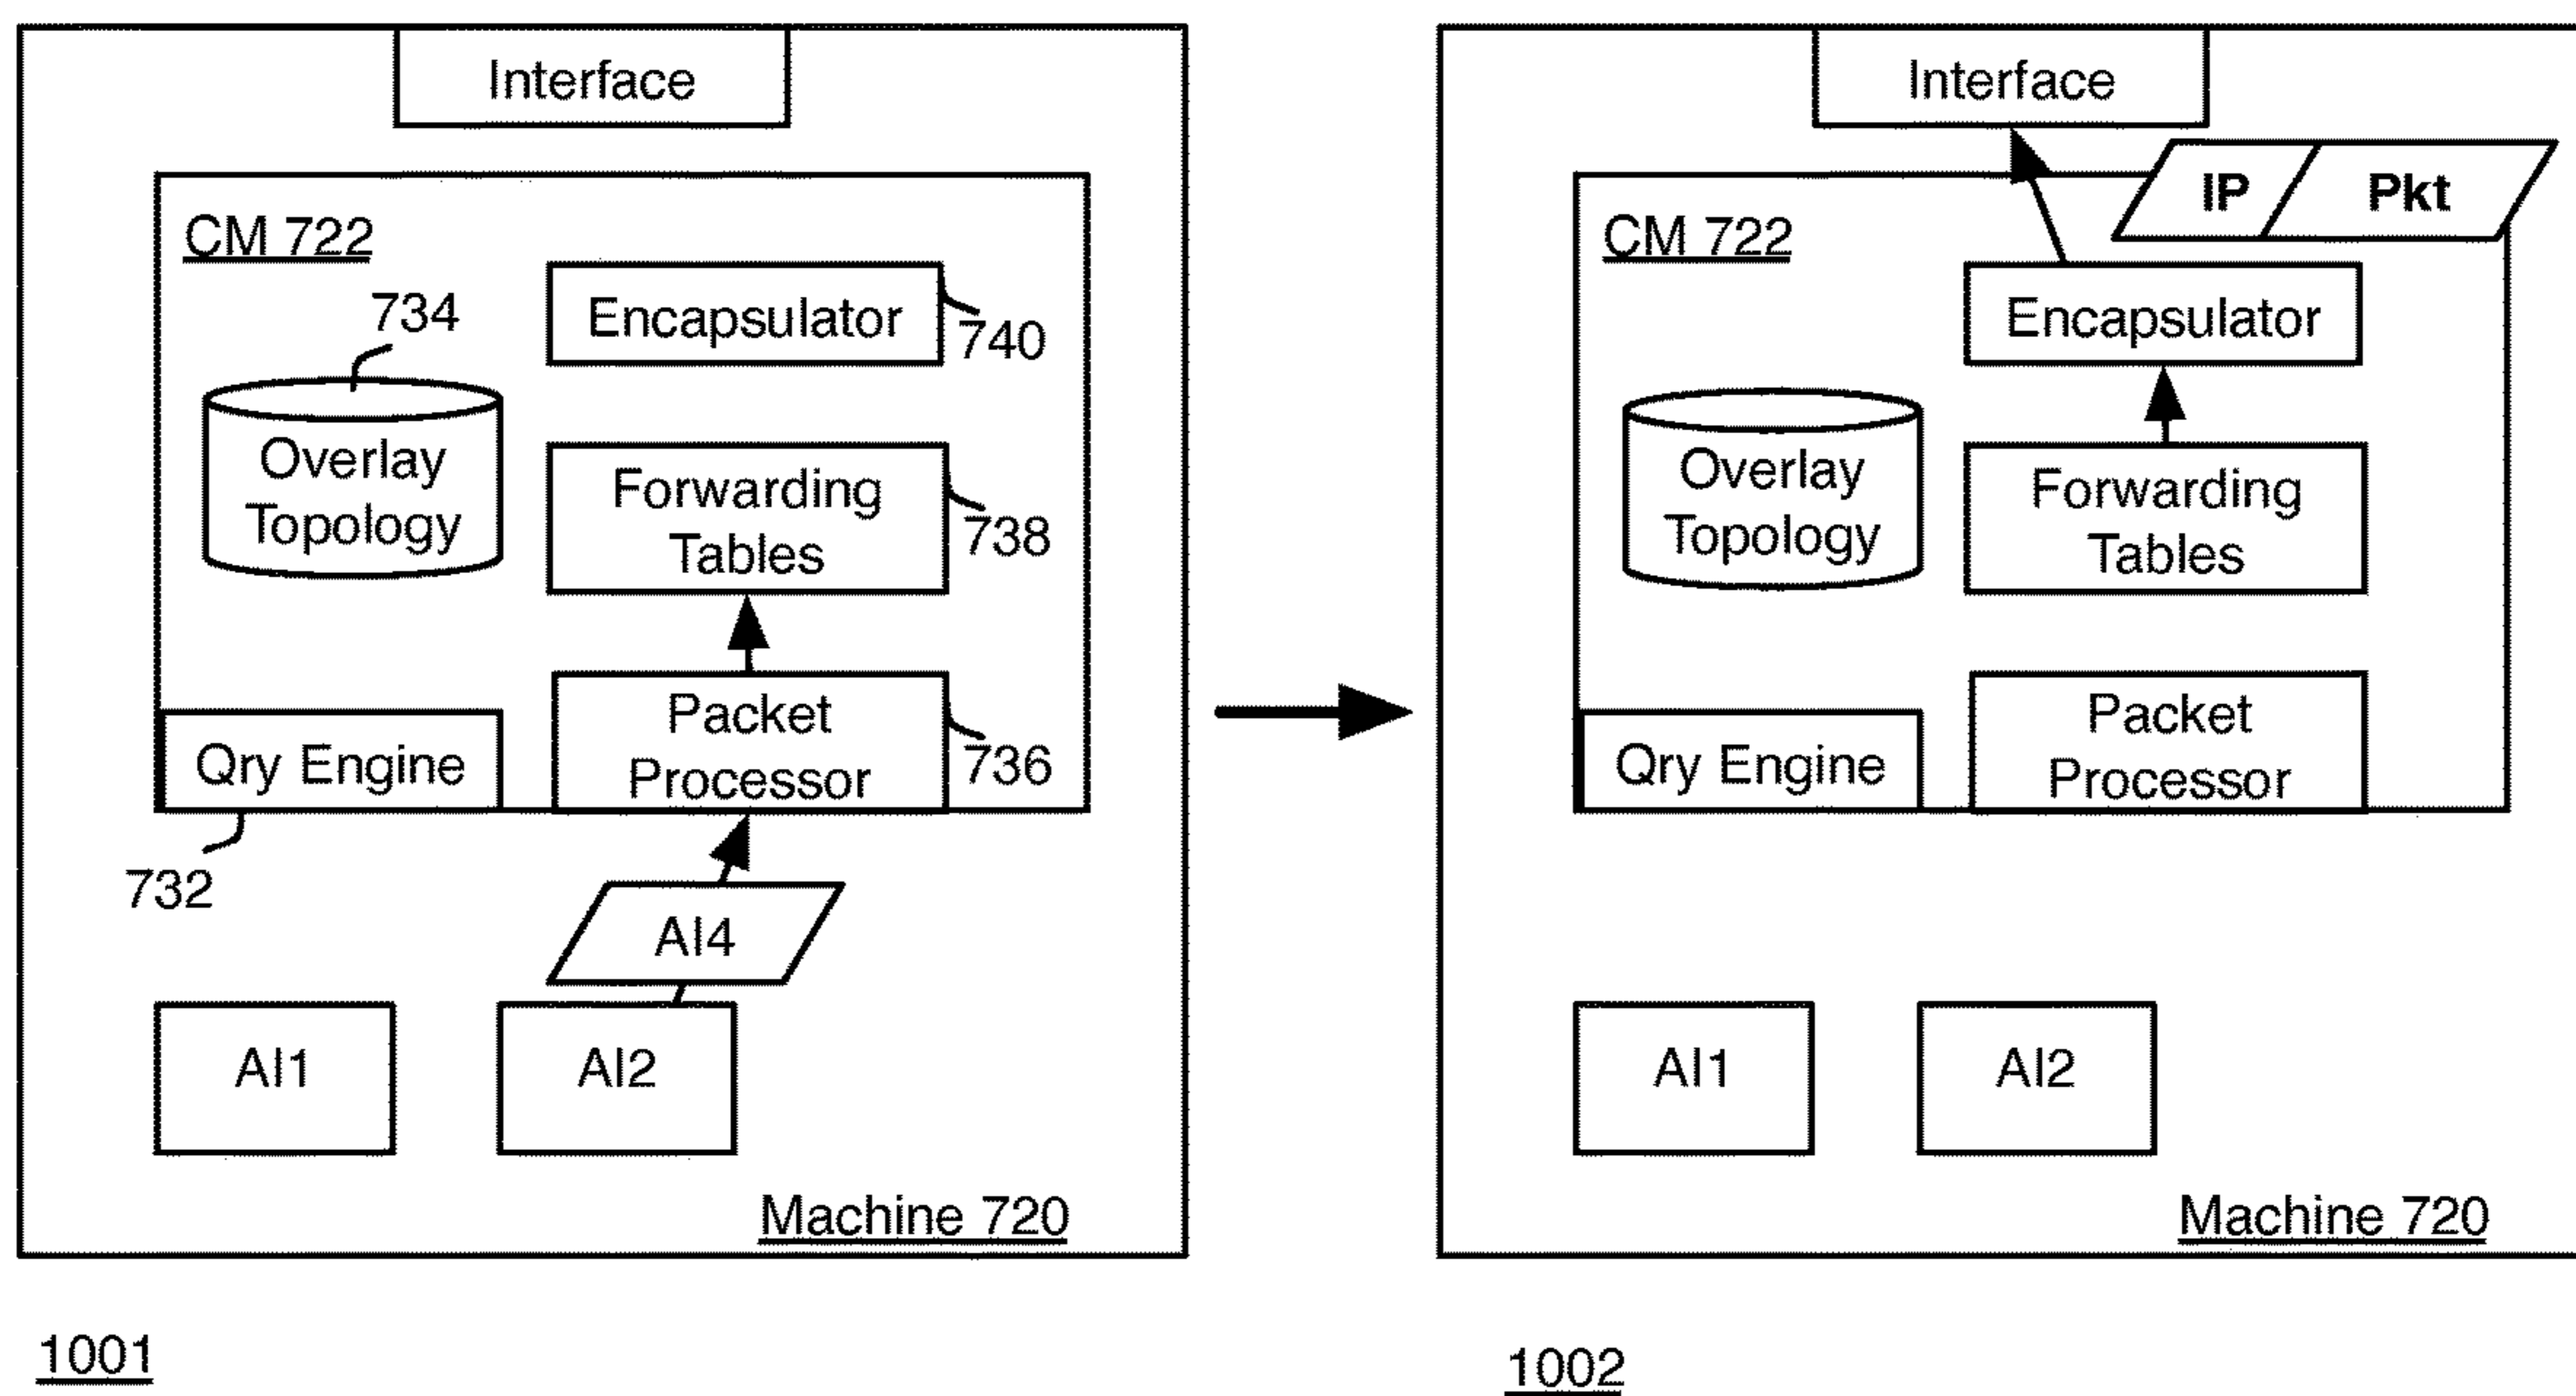 Interface
CM 722
734
Encapsulator
740
Overlay
Topology
Forwarding
Tables
738
Qry Engine
Packet
Processor
736
732
AI4
AI1
AI2
Machine 720
1001
Interface
IP
Pkt
CM 722
Encapsulator
Overlay
Topology
Forwarding
Tables
Qry Engine
Packet
Processor
AI1
AI2
Machine 720
1002